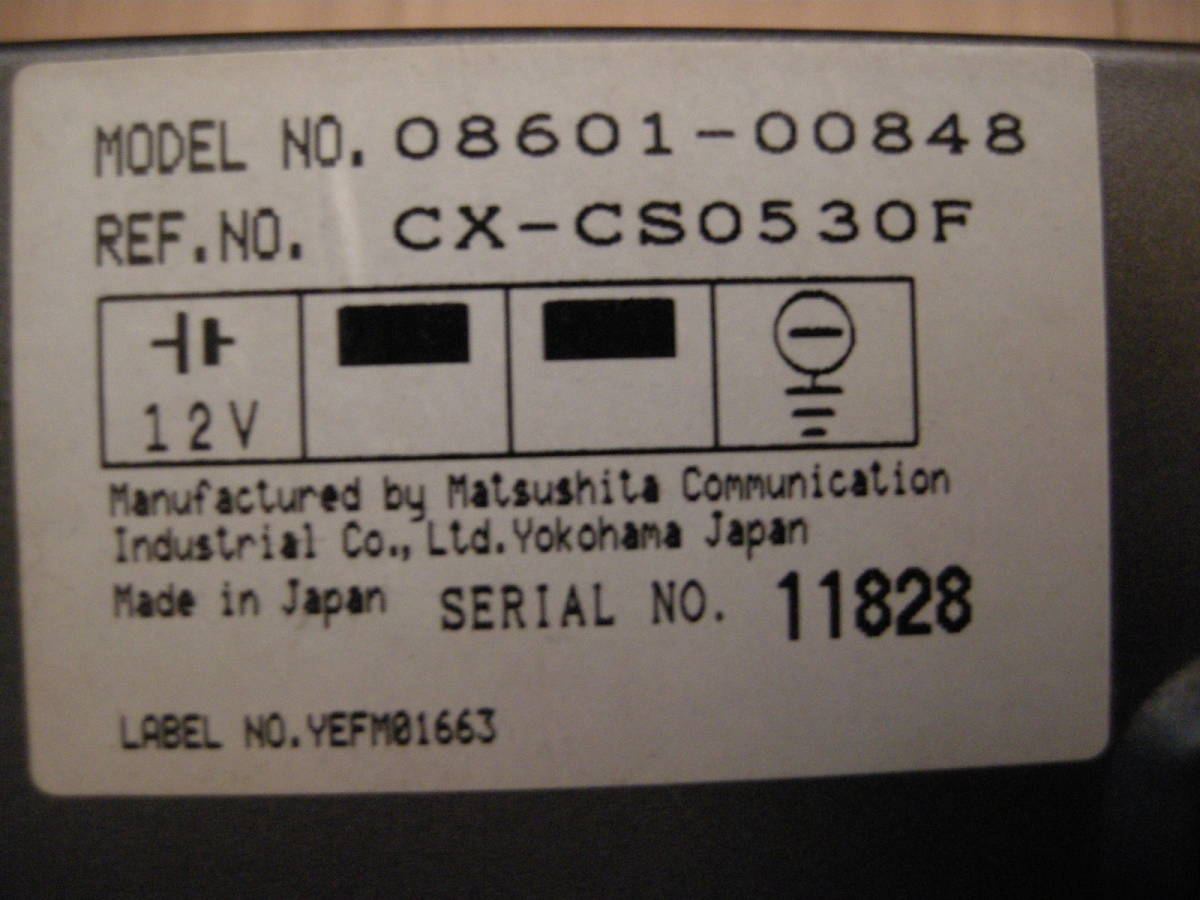 MODEL NO. 08601-00848
REF.NO. CX-CS0530F
12V
Manufactured by Matsushita Communication
Industrial Co., Ltd. Yokohama Japan
Made in Japan SERIAL NO. 11828
LABEL NO.YEFM01663